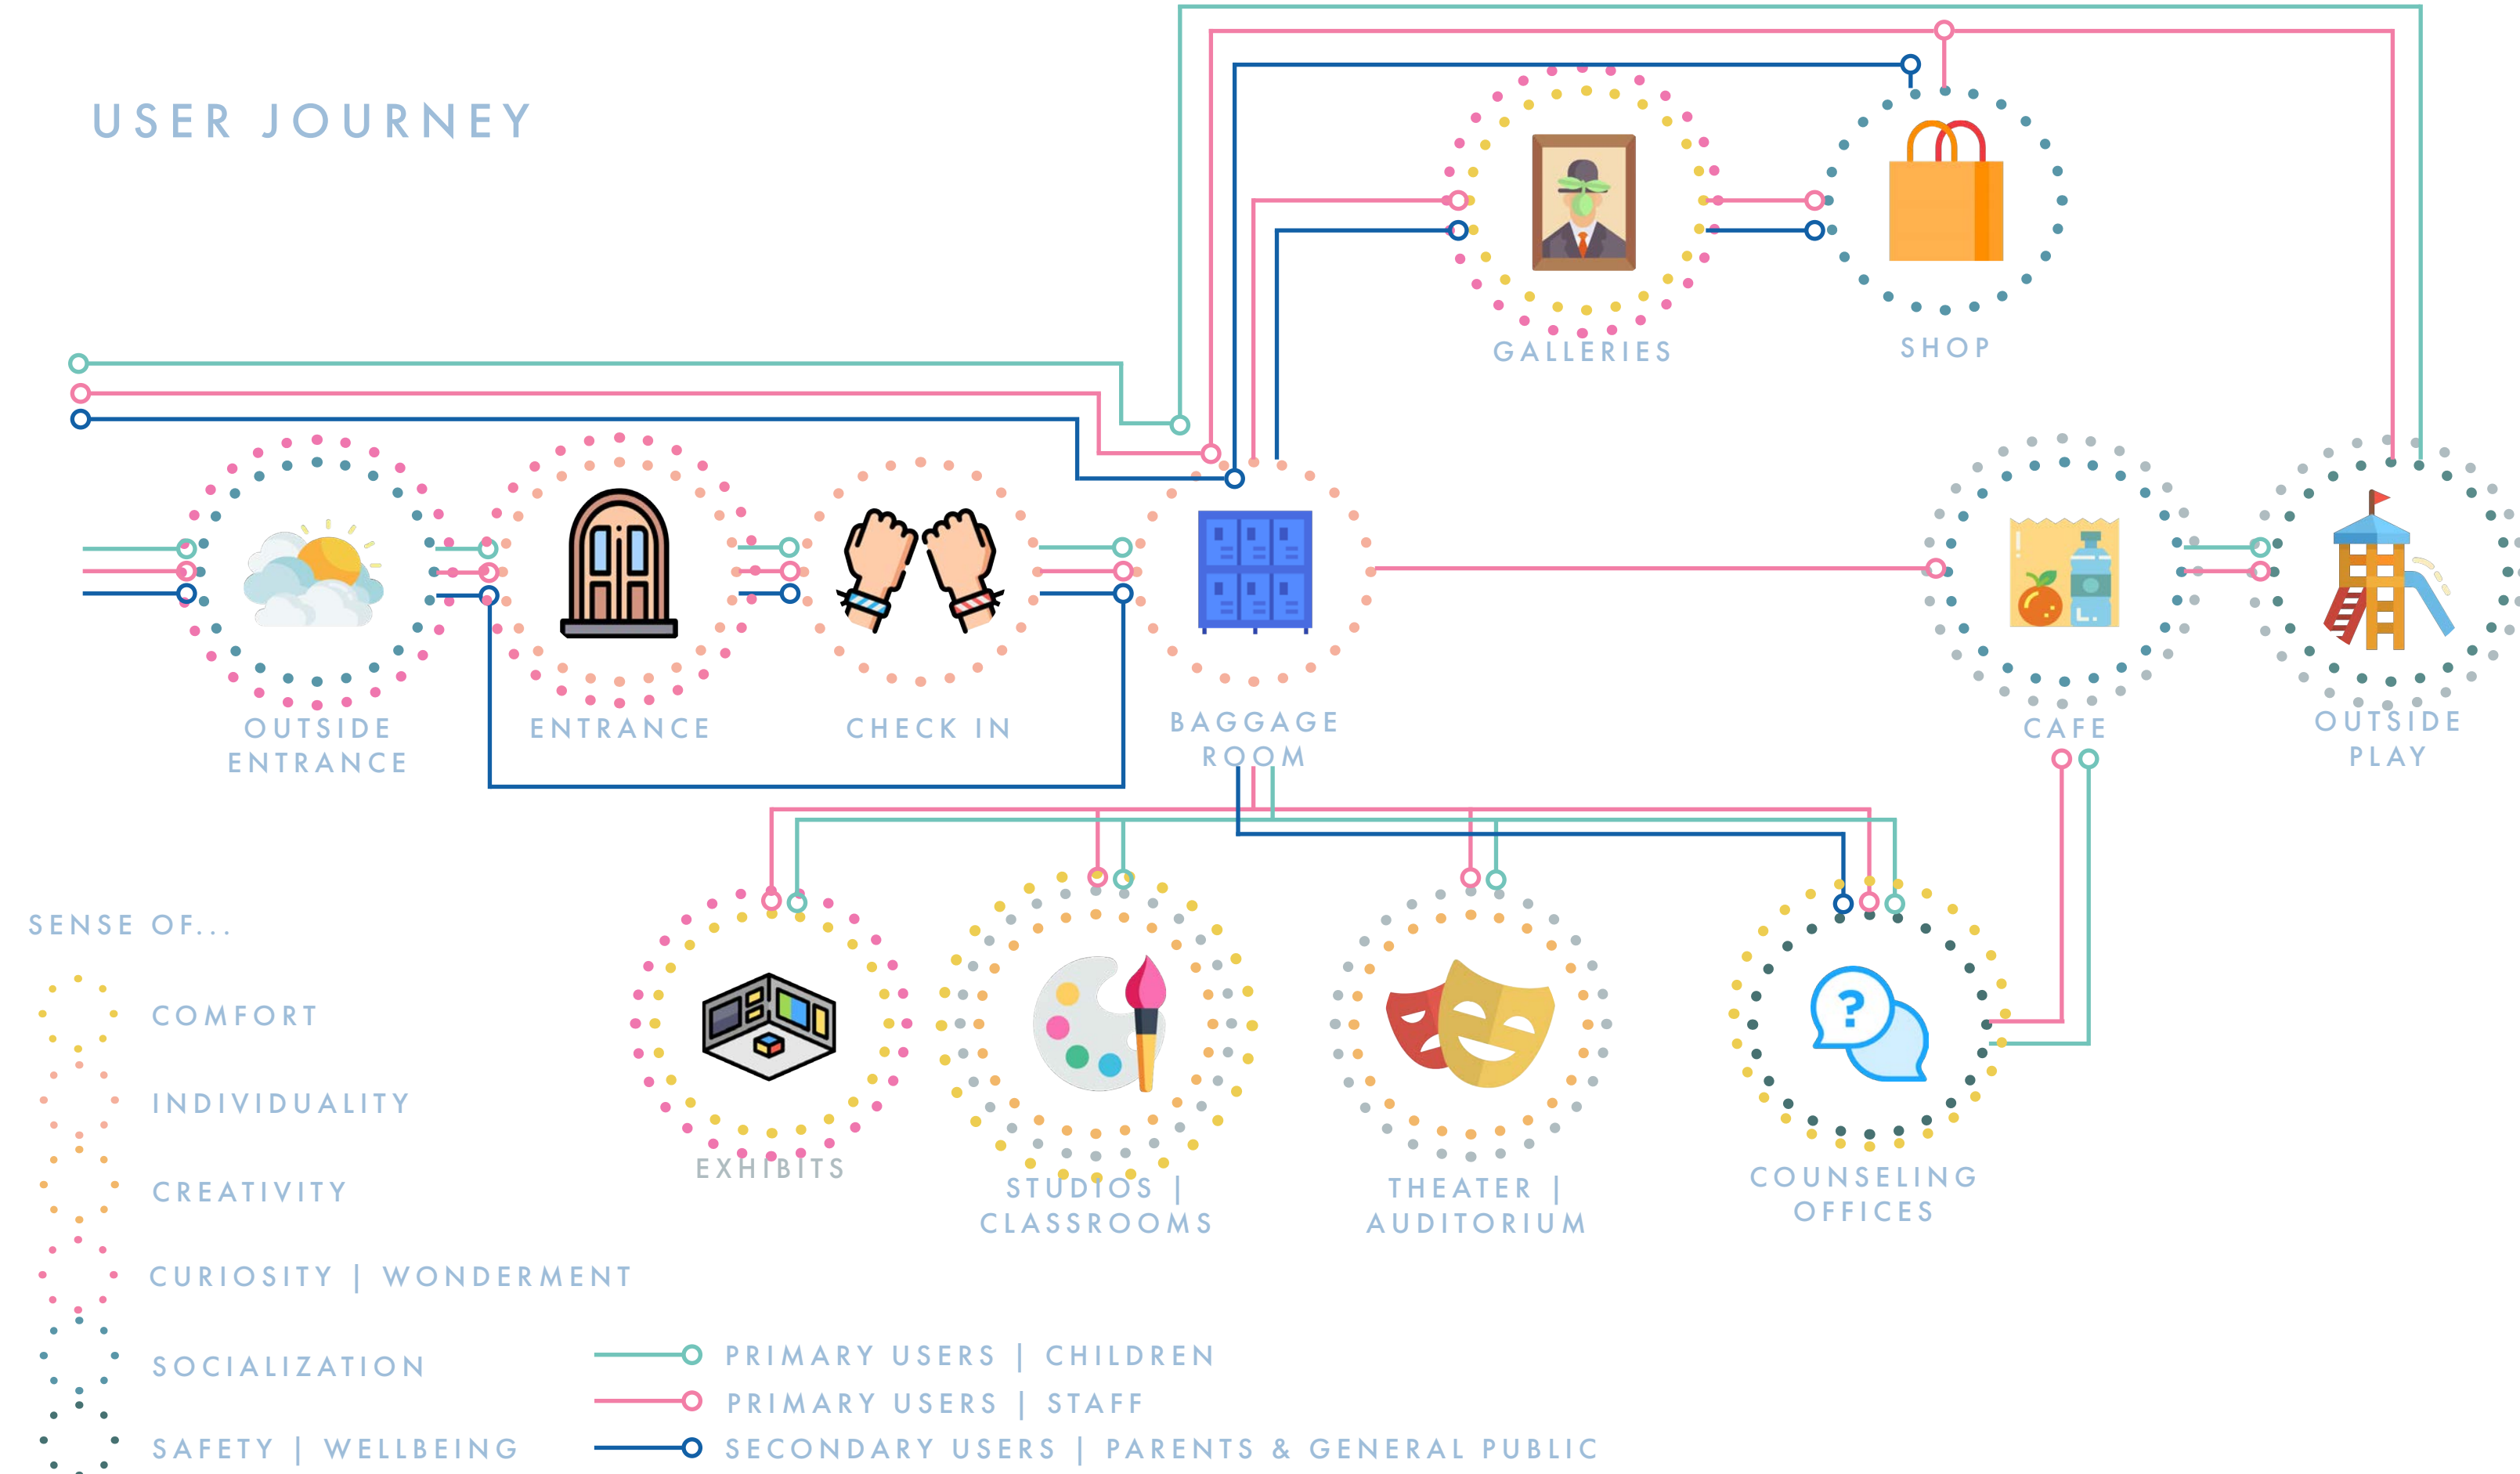 USER JOURNEY
GALLERIES
SHOP
OUTSIDE
ENTRANCE
ENTRANCE
CHECK IN
BAGGAGE
ROOM
CAFE
OUTSIDE
PLAY
EXHIBITS
STUDIOS |
CLASSROOMS
THEATER |
AUDITORIUM
COUNSELING
OFFICES
?
SENSE OF...
COMFORT
INDIVIDUALITY
CREATIVITY
CURIOSITY | WONDERMENT
SOCIALIZATION
SAFETY | WELLBEING
PRIMARY USERS | CHILDREN
PRIMARY USERS | STAFF
SECONDARY USERS | PARENTS & GENERAL PUBLIC